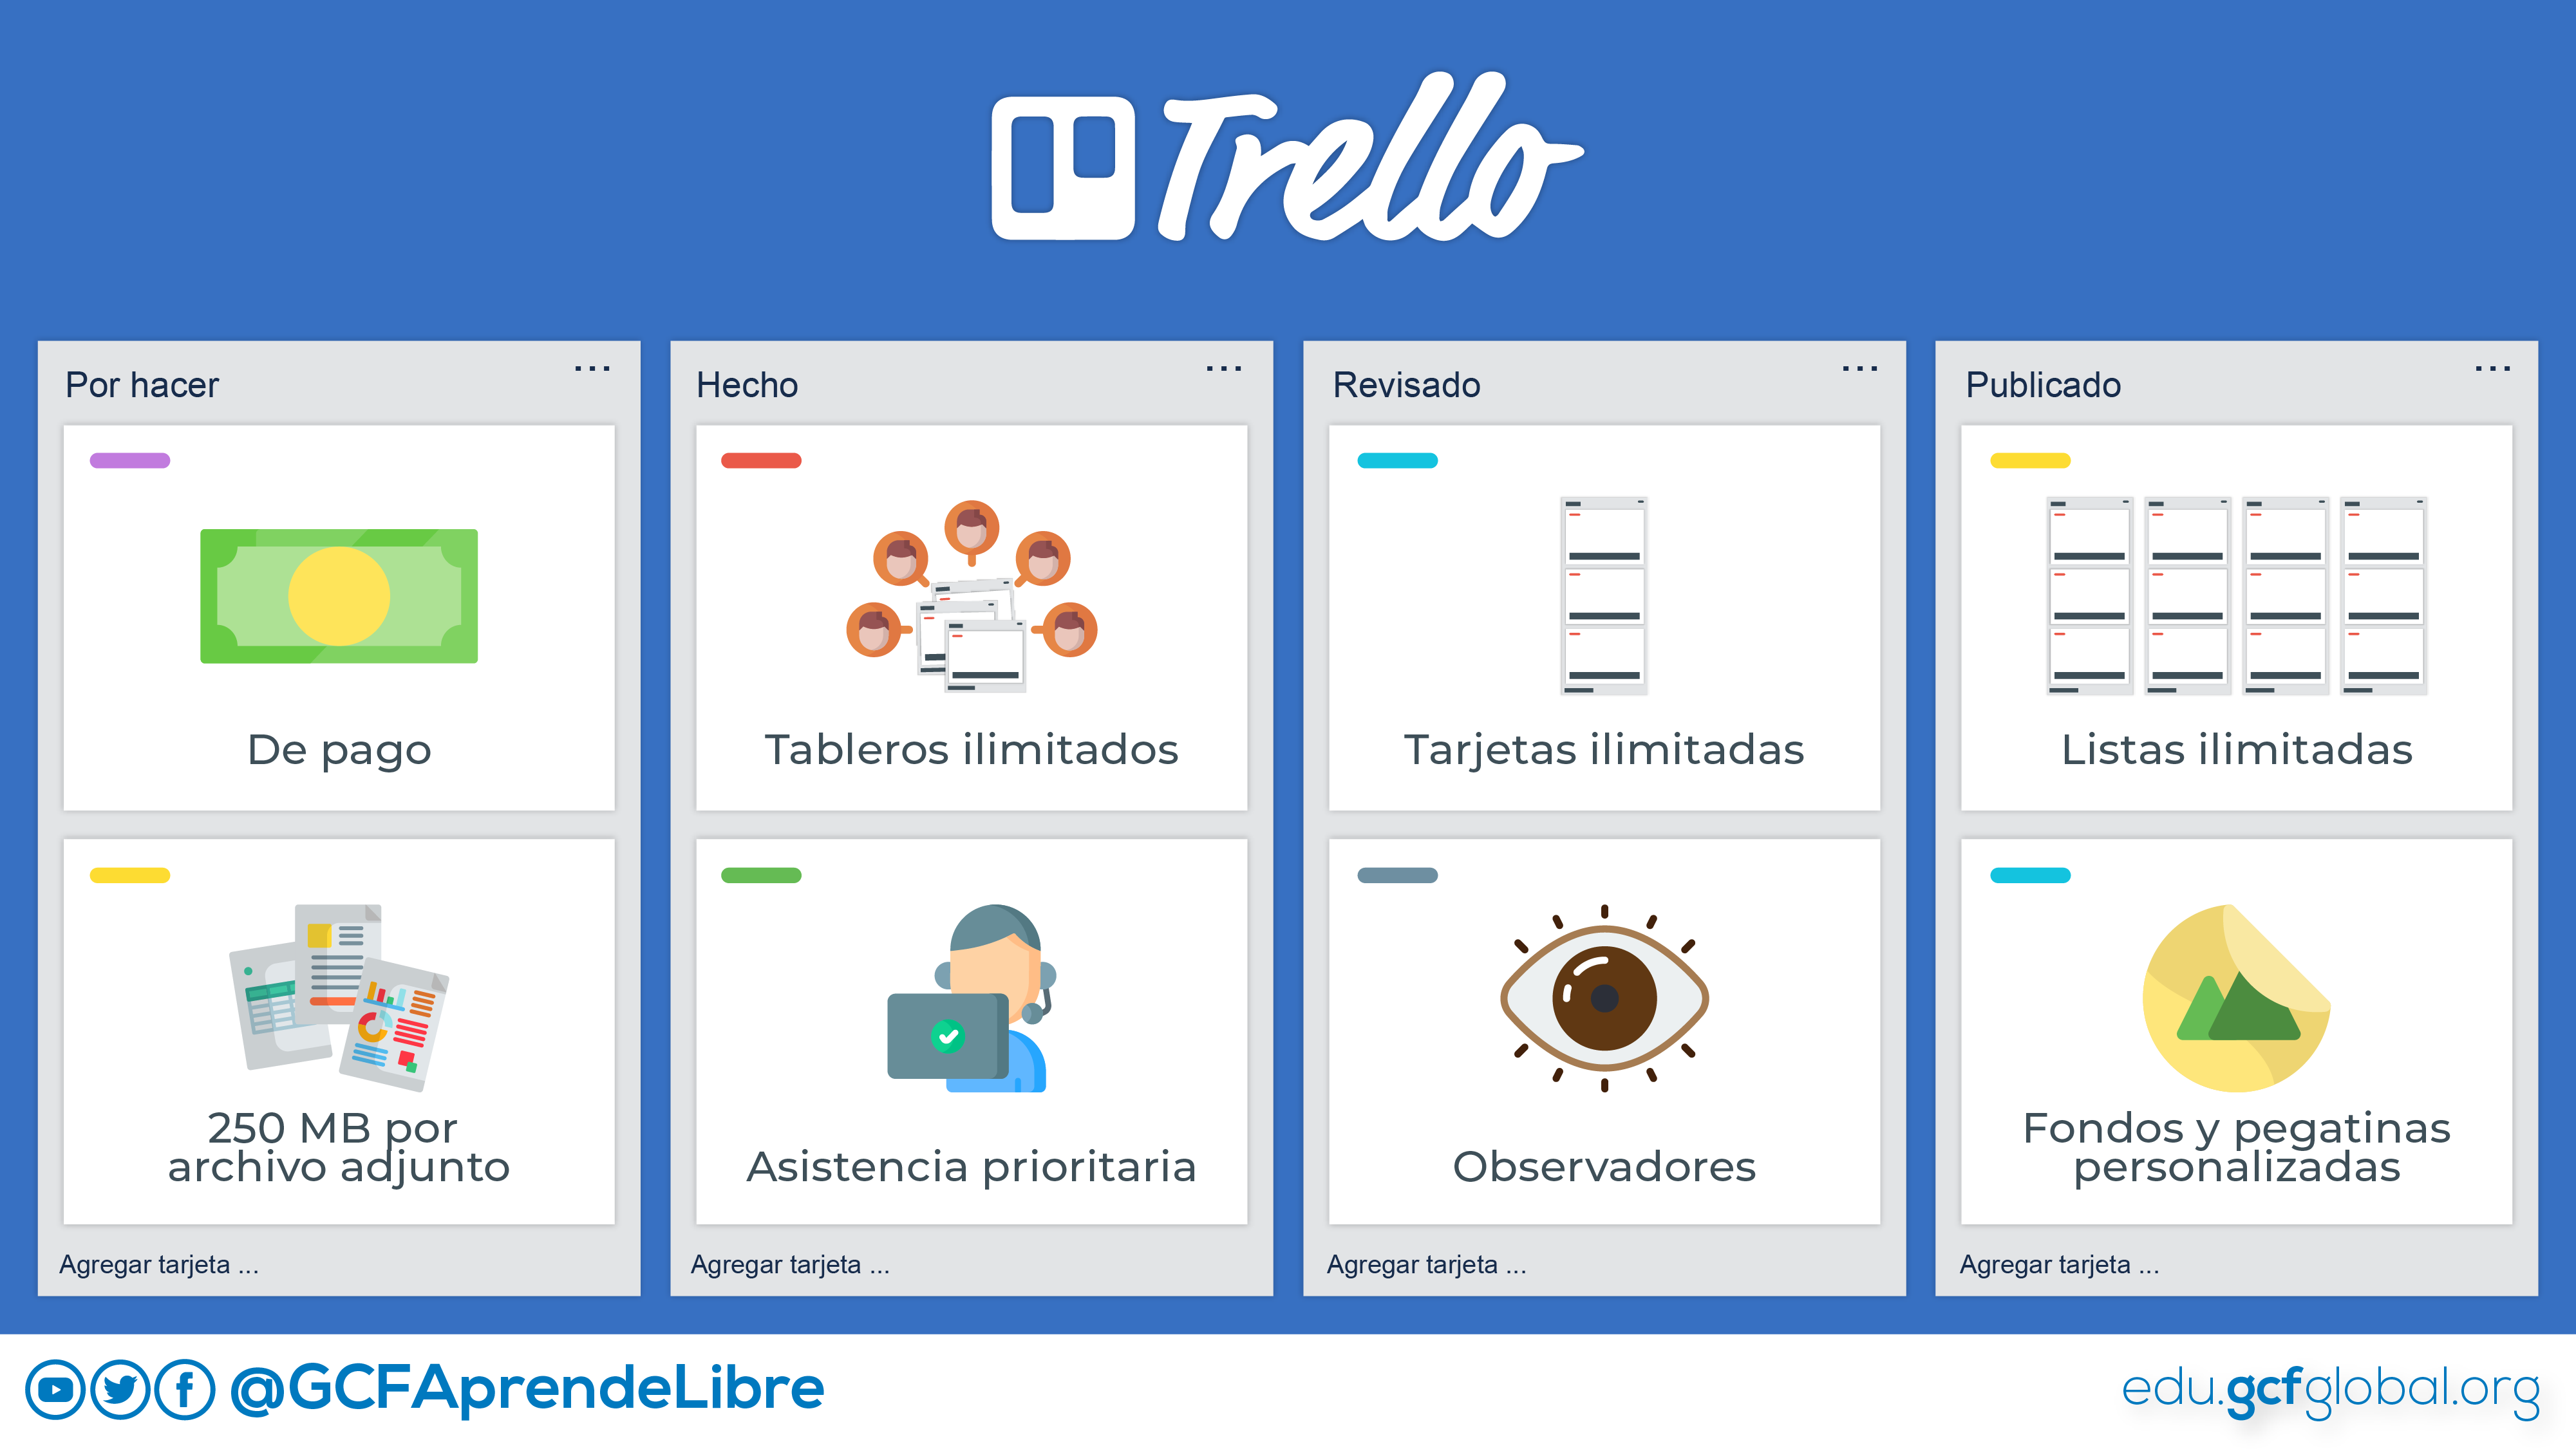 Trello
Por hacer
...
De pago
250 MB por
archivo adjunto
Agregar tarjeta ...
Hecho
...
Tableros ilimitados
Asistencia prioritaria
Agregar tarjeta ...
Revisado
...
Tarjetas ilimitadas
Observadores
Agregar tarjeta ...
Publicado
...
Listas ilimitadas
Fondos y pegatinas
personalizadas
Agregar tarjeta ...
@GCFAprendeLibre
edu.gcfglobal.org